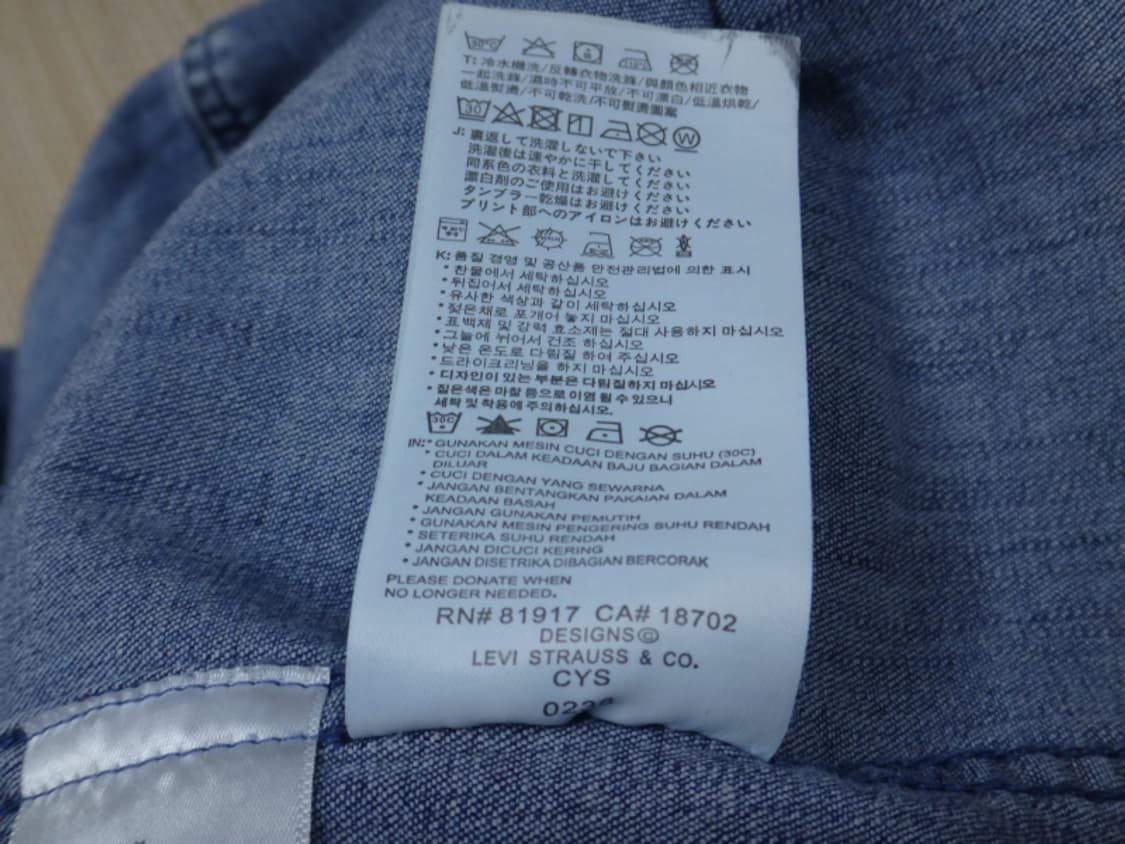 T: 冷水機洗/反轉衣物洗滌/與顏色相近衣物
一起洗滌/濕時不可平放/不可漂白/低溫烘乾/
低溫熨燙/不可乾洗/不可熨燙圖案
30
W
J: 裏返して洗濯しないで下さい
洗濯後は速やかに干してください
同系色の衣料と洗濯してください
漂白剤のご使用はお避けください
タンブラー乾燥はお避けください
プリント部へのアイロンはお避けください
K: 품질 경영 및 공산품 안전관리법에 의한 표시
• 찬물에서 세탁하십시오
• 뒤집어서 세탁하십시오
• 유사한 색상과 같이 세탁하십시오
• 젖은채로 포개어 놓지 마십시오
• 표백제 및 강력 효소제는 절대 사용하지 마십시오
• 그늘에 뉘어서 건조 하십시오
• 낮은 온도로 다림질 하여 주십시오
• 드라이크리닝을 하지 마십시오
• 디자인이 있는 부분은 다림질하지 마십시오
• 짙은색은 마찰 등으로 이염 될 수 있으니
세탁 및 착용에 주의하십시오.
30C
IN: • GUNAKAN MESIN CUCI DENGAN SUHU (30C)
• CUCI DALAM KEADAAN BAJU BAGIAN DALAM
DILUAR
• CUCI DENGAN YANG SEWARNA
• JANGAN BENTANGKAN PAKAIAN DALAM
KEADAAN BASAH
• JANGAN GUNAKAN PEMUTIH
• GUNAKAN MESIN PENGERING SUHU RENDAH
• SETERIKA SUHU RENDAH
• JANGAN DICUCI KERING
• JANGAN DISETRIKA DIBAGIAN BERCORAK
PLEASE DONATE WHEN
NO LONGER NEEDED.
RN# 81917 CA# 18702
DESIGNS©
LEVI STRAUSS & CO.
CYS